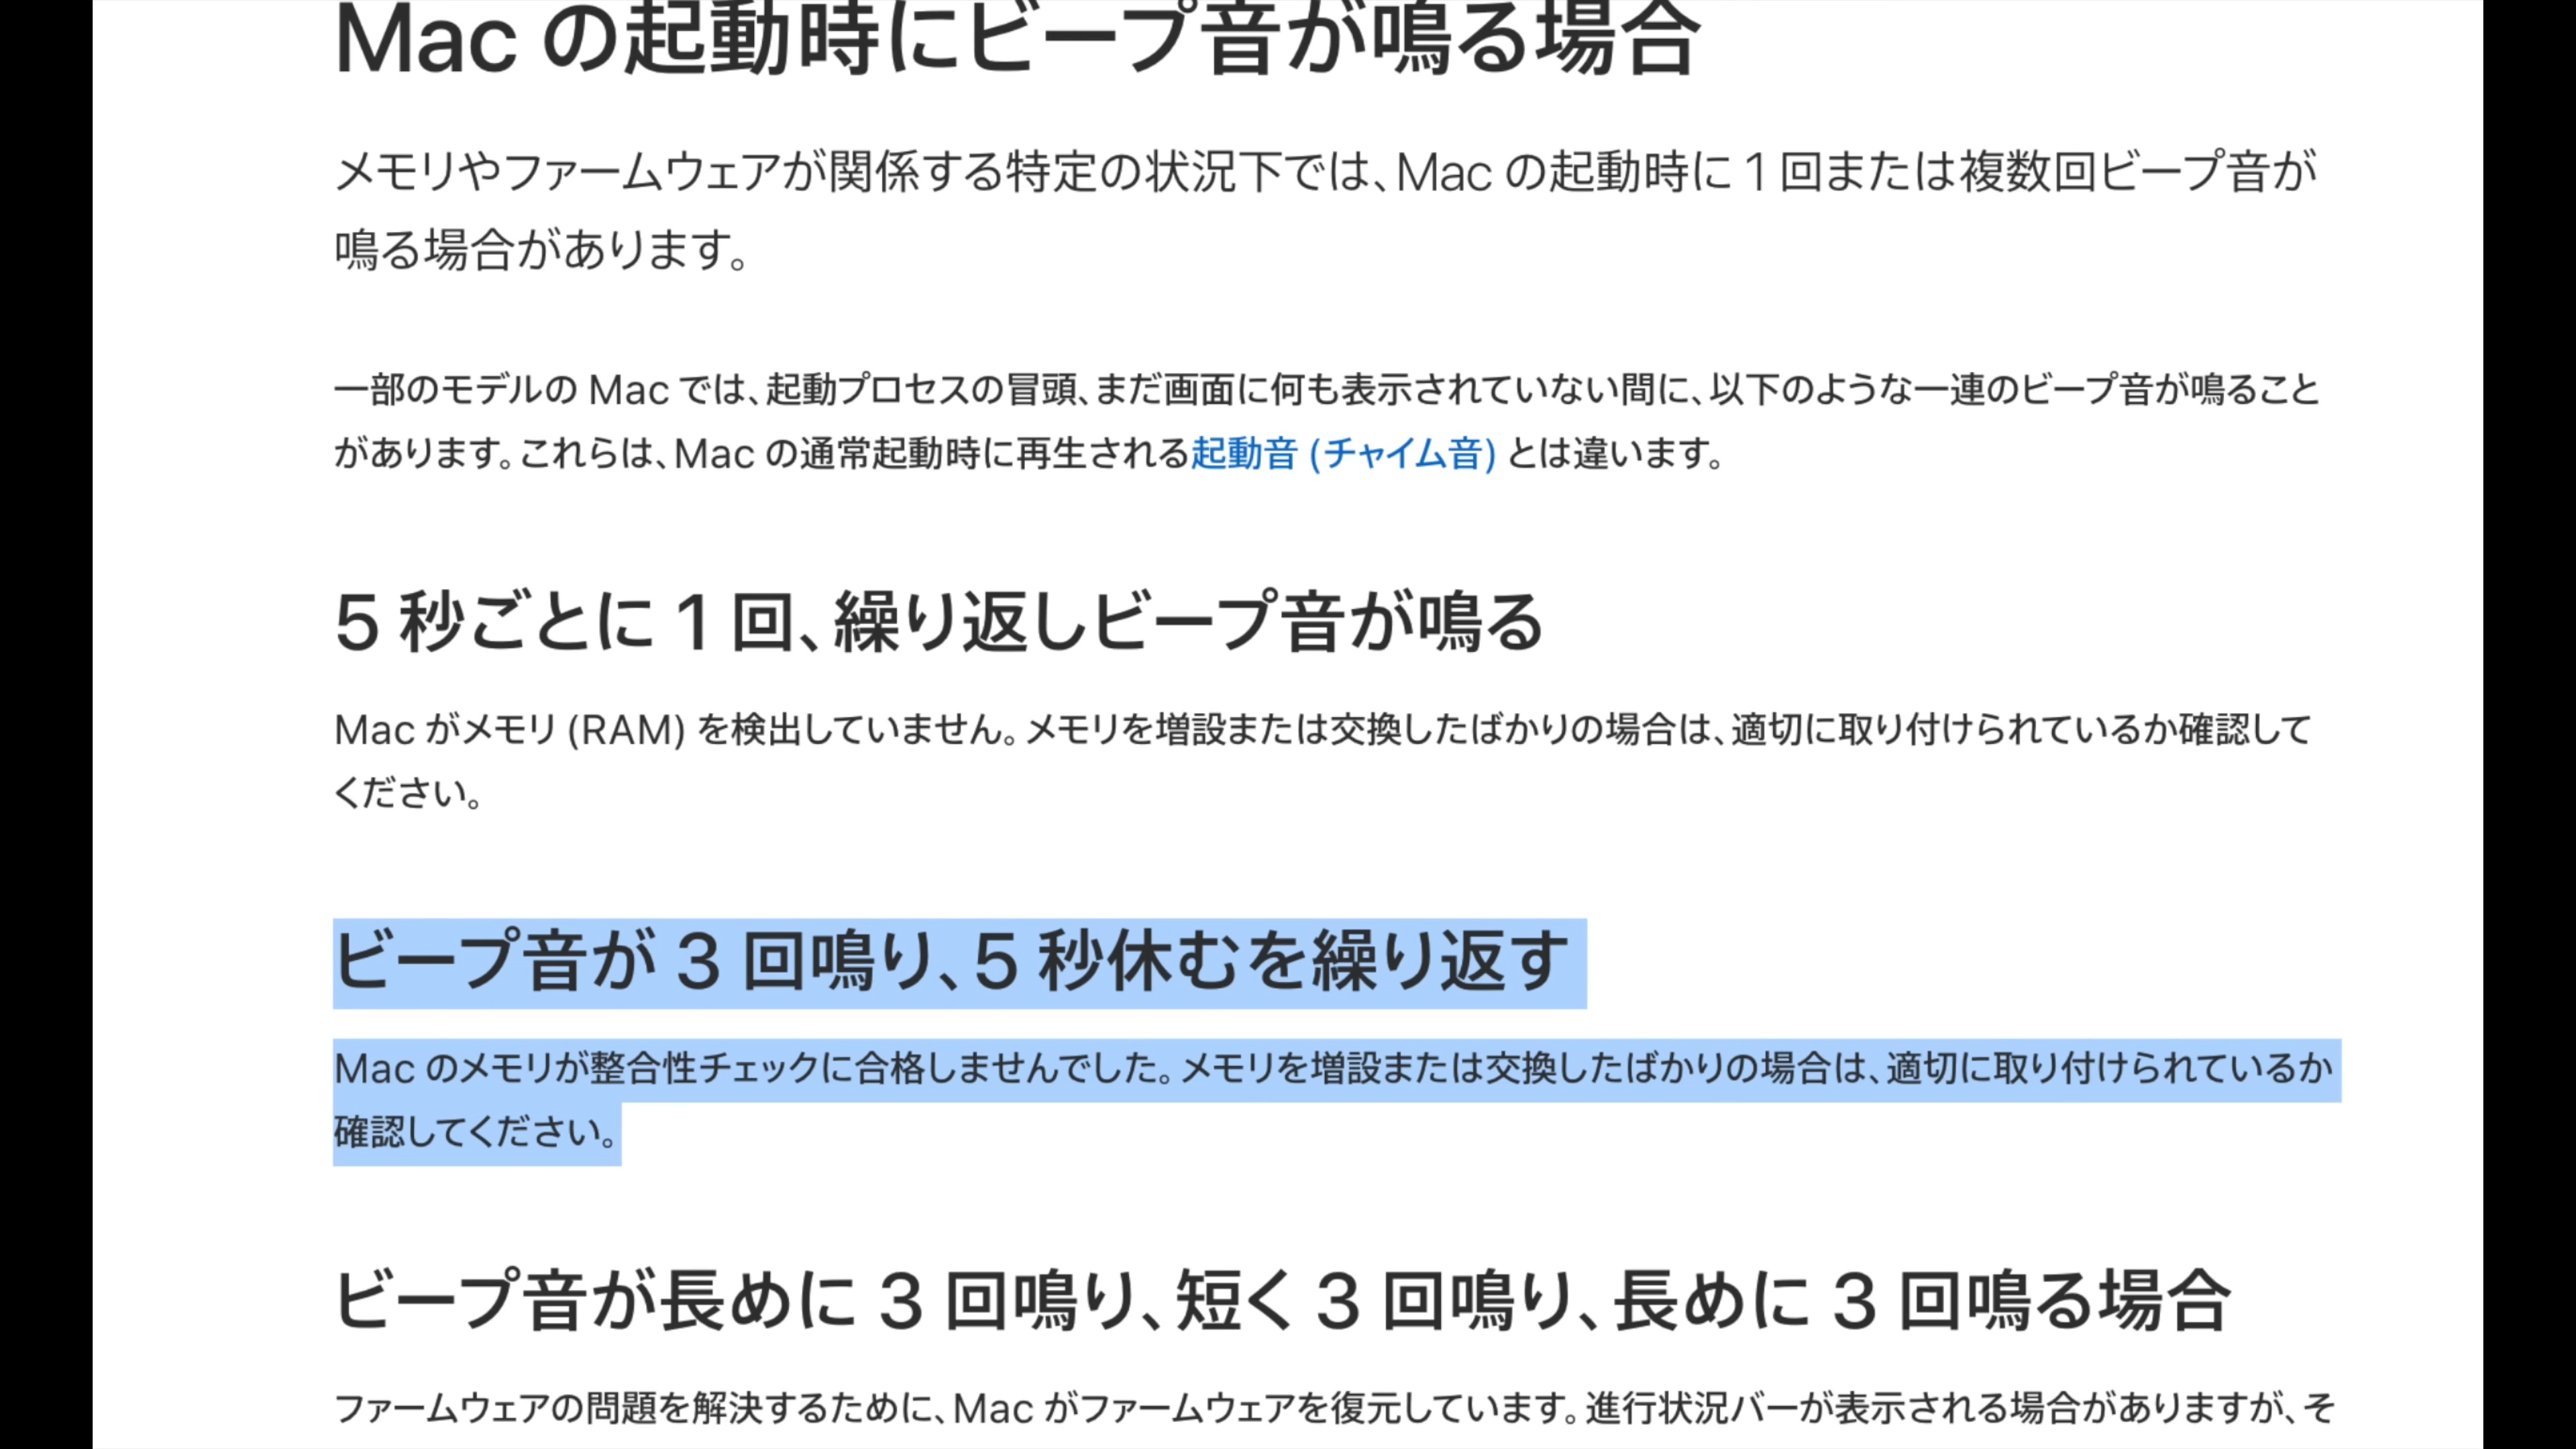 Mac の起動時にビープ音が鳴る場合
メモリやファームウェアが関係する特定の状況下では、Mac の起動時に 1 回または複数回ビープ音が
鳴る場合があります。
一部のモデルの Mac では、起動プロセスの冒頭、まだ画面に何も表示されていない間に、以下のような一連のビープ音が鳴ること
があります。これらは、Mac の通常起動時に再生される起動音 (チャイム音) とは違います。
5 秒ごとに 1 回、繰り返しビープ音が鳴る
Mac がメモリ (RAM) を検出していません。メモリを増設または交換したばかりの場合は、適切に取り付けられているか確認して
ください。
ビープ音が 3 回鳴り、5 秒休むを繰り返す
Mac のメモリが整合性チェックに合格しませんでした。メモリを増設または交換したばかりの場合は、適切に取り付けられているか
確認してください。
ビープ音が長めに 3 回鳴り、短く 3 回鳴り、長めに 3 回鳴る場合
ファームウェアの問題を解決するために、Mac がファームウェアを復元しています。進行状況バーが表示される場合がありますが、そ